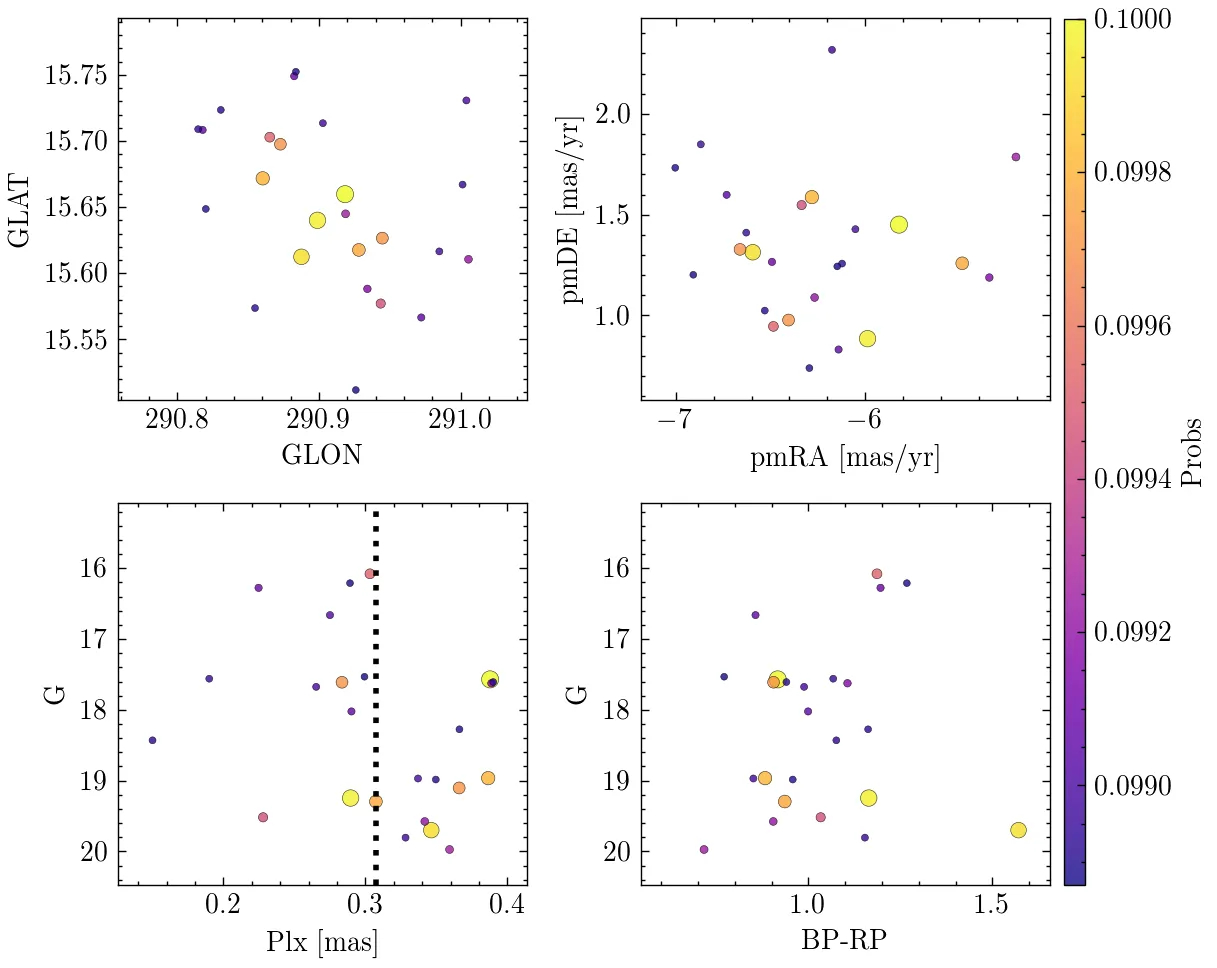 15.75
15.70
15.65
15.60
15.55
GLAT
290.8 290.9 291.0
GLON
2.0
1.5
1.0
pmDE [mas/yr]
−7 −6
pmRA [mas/yr]
16
17
18
19
20
G
0.2 0.3 0.4
Plx [mas]
16
17
18
19
20
G
1.0 1.5
BP-RP
0.1000
0.0998
0.0996
0.0994
0.0992
0.0990
Probs